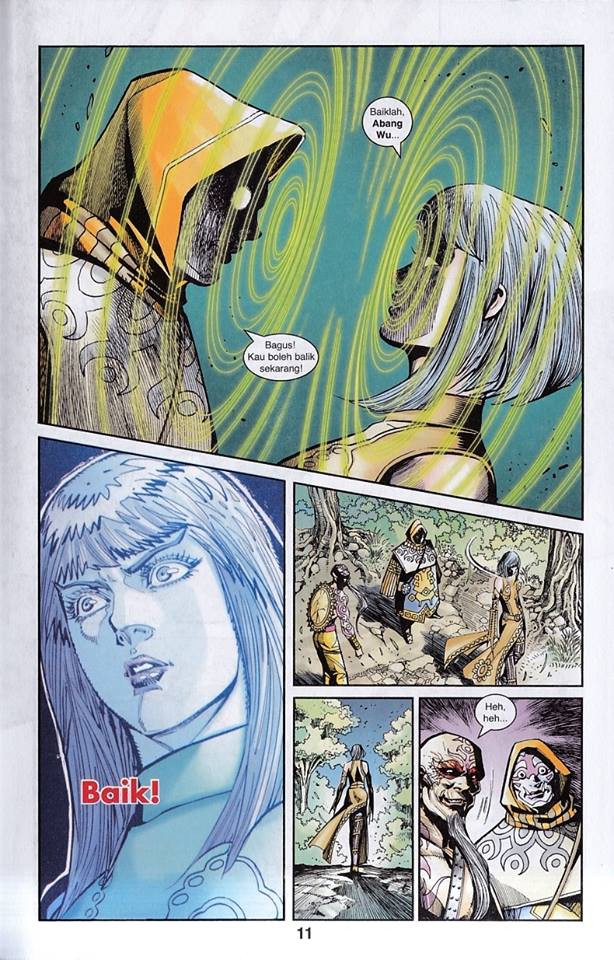 Baiklah,
Abang
Wu...
Bagus!
Kau boleh balik
sekarang!
Baik!
Heh,
heh...
11